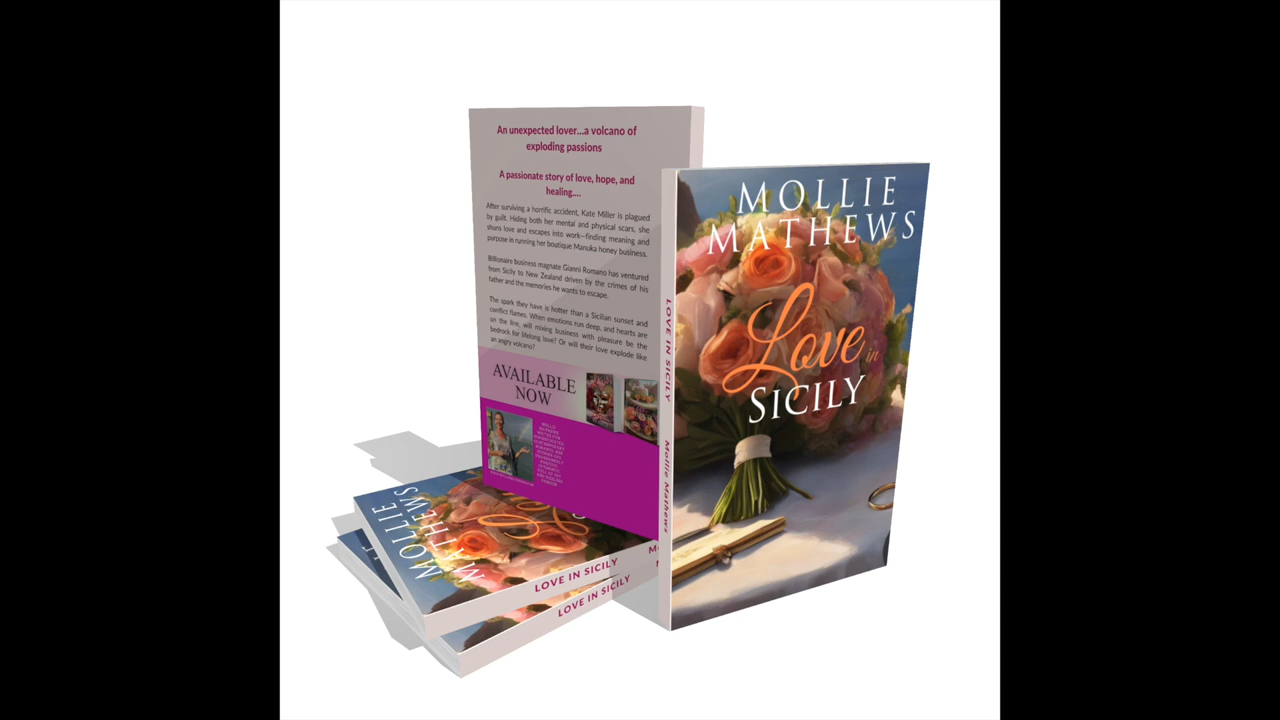 An unexpected lover...a volcano of
exploding passions
A passionate story of love, hope, and
healing....
After surviving a horrific accident, Kate Miller is plagued
by guilt. Hiding both her mental and physical scars, she
shuns love and escapes into work—finding meaning and
purpose in running her boutique Manuka honey business.
Billionaire business magnate Gianni Romano has ventured
from Sicily to New Zealand driven by the crimes of his
father and the memories he wants to escape.
The spark they have is hotter than a Sicilian sunset and
conflict flames. When emotions run deep, and hearts are
on the line, will mixing business with pleasure be the
bedrock for lifelong love? Or will their love explode like
an angry volcano?
AVAILABLE
NOW
LOVE IN SICILY
Mollie Mathews
MOLLIE
MATHEWS
Love in
SICILY
MOLLIE
MATHEWS
LOVE IN SICILY
LOVE IN SICILY